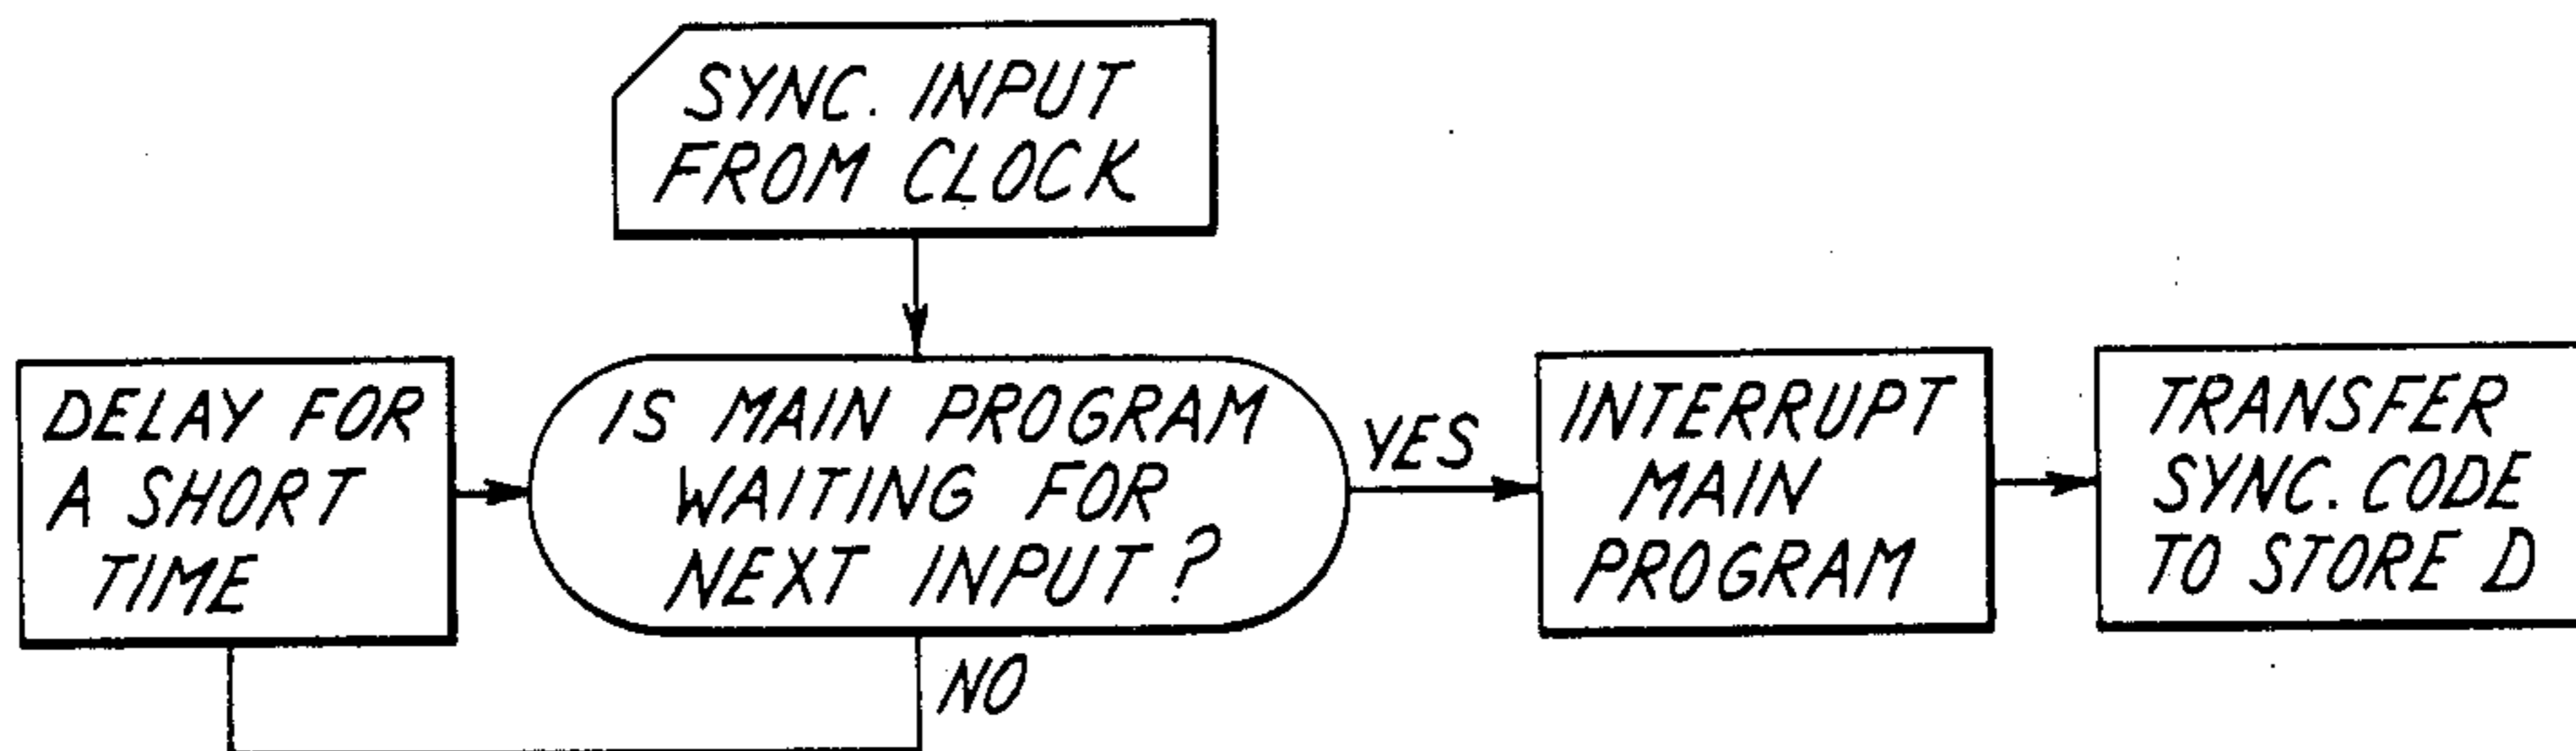 SYNC. INPUT
FROM CLOCK
DELAY FOR
A SHORT
TIME
IS MAIN PROGRAM
WAITING FOR
NEXT INPUT?
YES
INTERRUPT
MAIN
PROGRAM
TRANSFER
SYNC. CODE
TO STORE D
NO